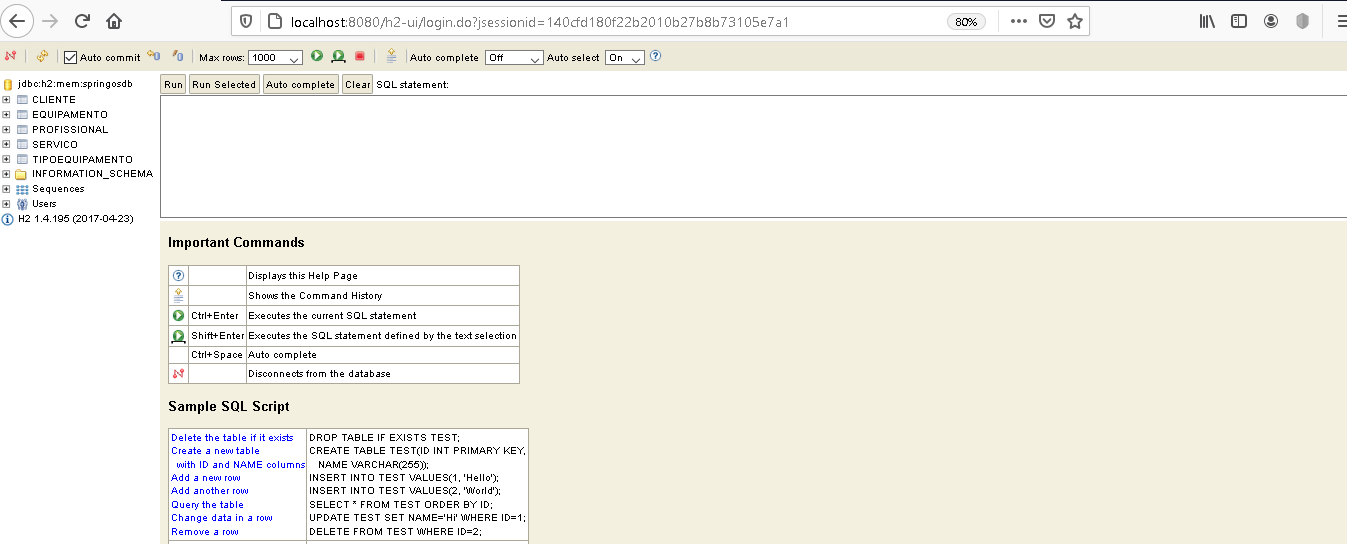 localhost:8080/h2-ui/login.do?jsessionid=140cfd180f22b2010b27b8b73105e7a1
80%
Auto commit Max rows: 1000 Auto complete Off Auto select On
jdbc:h2:mem:springosdb
CLIENTE
EQUIPAMENTO
PROFISSIONAL
SERVICO
TIPOEQUIPAMENTO
INFORMATION_SCHEMA
Sequences
Users
H2 1.4.195 (2017-04-23)
Run Run Selected Auto complete Clear SQL statement:
Important Commands
Displays this Help Page
Shows the Command History
Ctrl+Enter Executes the current SQL statement
Shift+Enter Executes the SQL statement defined by the text selection
Ctrl+Space Auto complete
Disconnects from the database
Sample SQL Script
Delete the table if it exists DROP TABLE IF EXISTS TEST;
Create a new table CREATE TABLE TEST(ID INT PRIMARY KEY,
with ID and NAME columns NAME VARCHAR(255));
Add a new row INSERT INTO TEST VALUES(1, 'Hello');
Add another row INSERT INTO TEST VALUES(2, 'World');
Query the table SELECT * FROM TEST ORDER BY ID;
Change data in a row UPDATE TEST SET NAME='Hi' WHERE ID=1;
Remove a row DELETE FROM TEST WHERE ID=2;